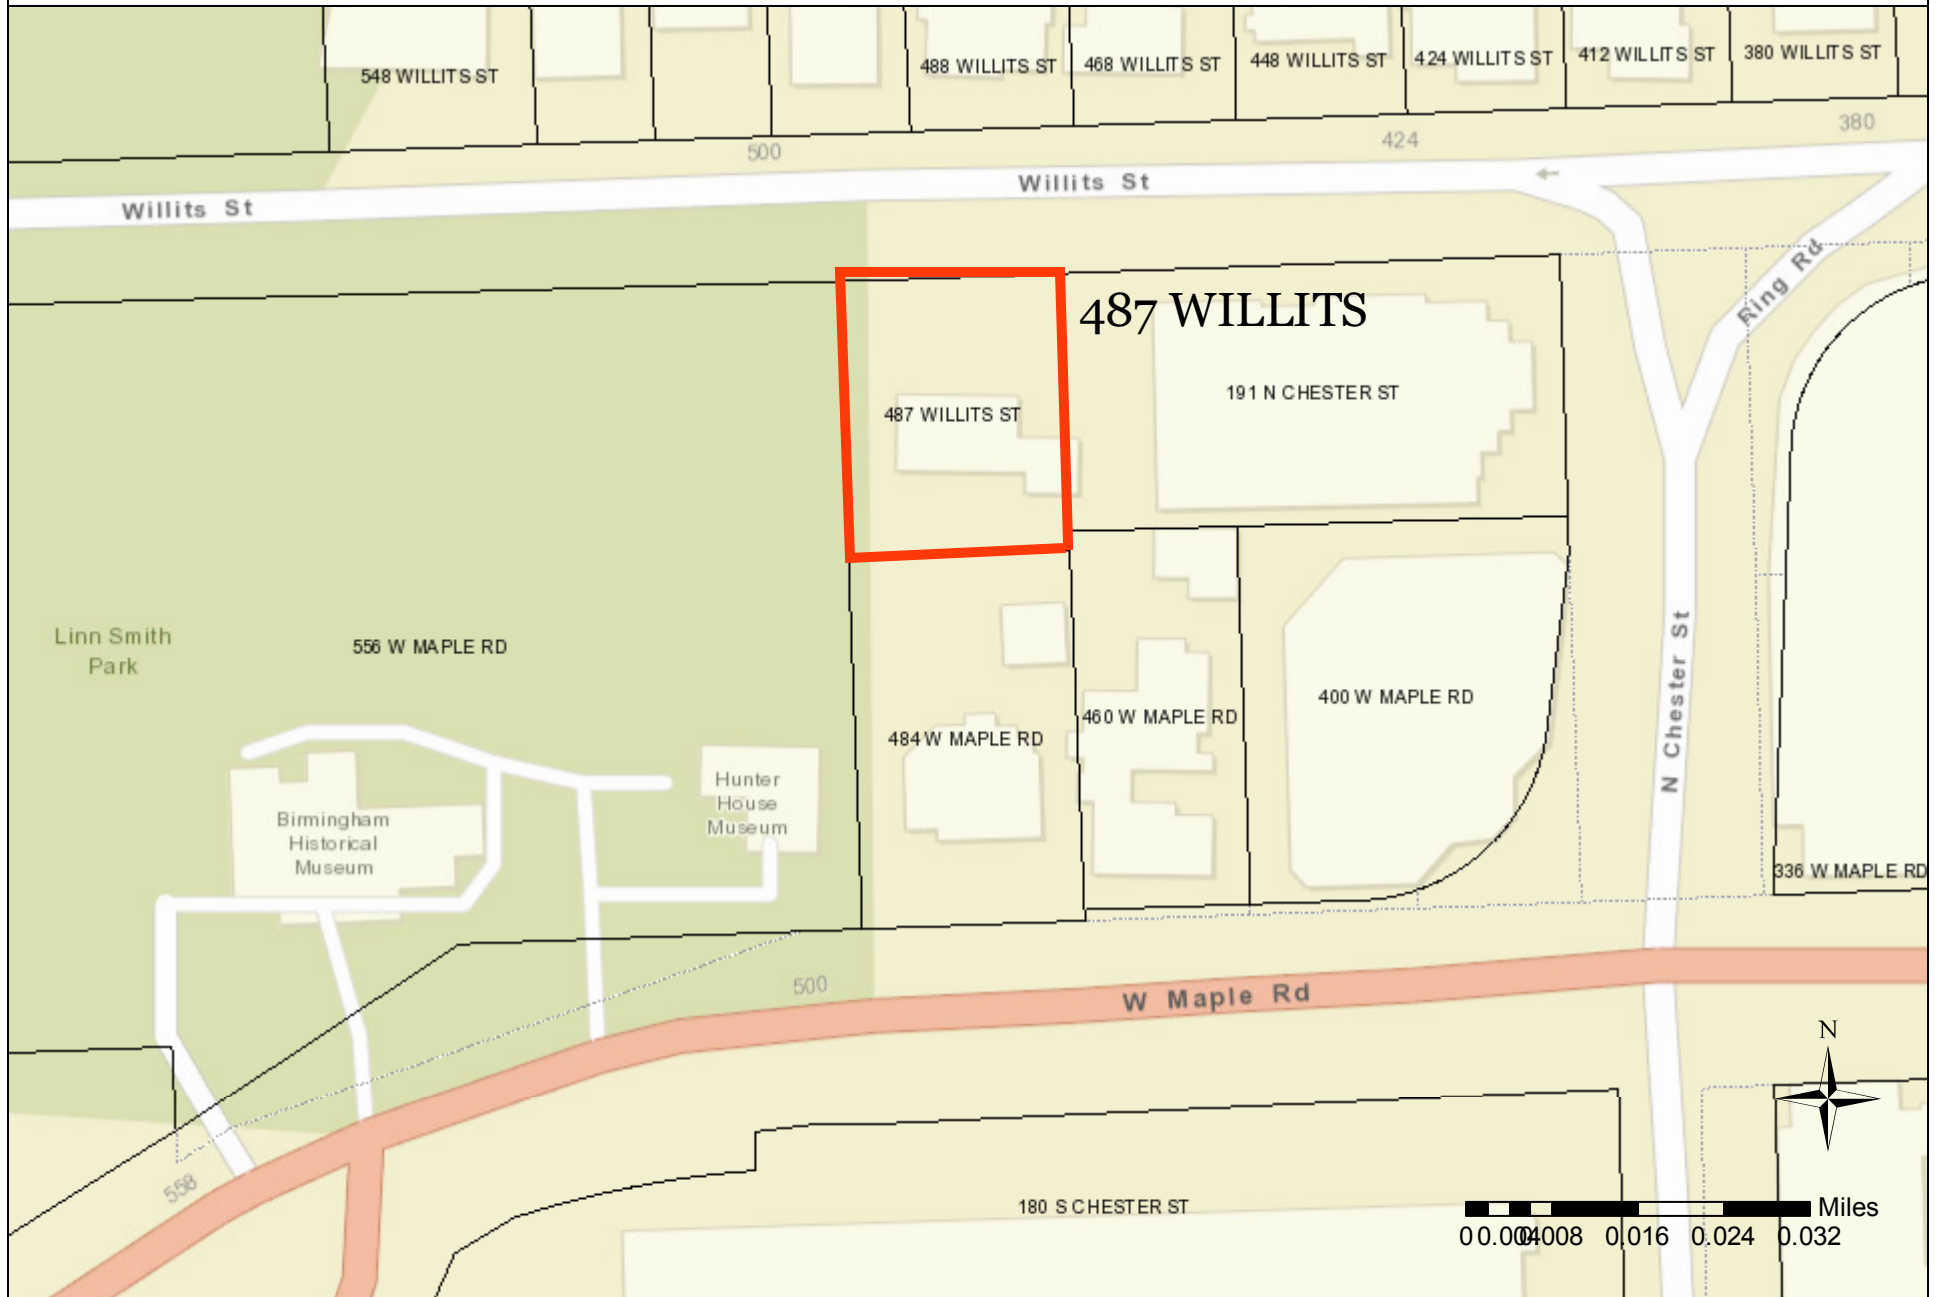 548 WILLITS ST
488 WILLITS ST
468 WILLITS ST
448 WILLITS ST
424 WILLITS ST
412 WILLITS ST
380 WILLITS ST
500
424
380
Willits St
Willits St
Ring Rd
487 WILLITS
191 N CHESTER ST
487 WILLITS ST
Linn Smith
Park
556 W MAPLE RD
N Chester St
400 W MAPLE RD
460 W MAPLE RD
484 W MAPLE RD
Hunter
House
Museum
Birmingham
Historical
Museum
336 W MAPLE RD
500
W Maple Rd
N
558
180 S CHESTER ST
Miles
0 0.004 0.008 0.016 0.024 0.032